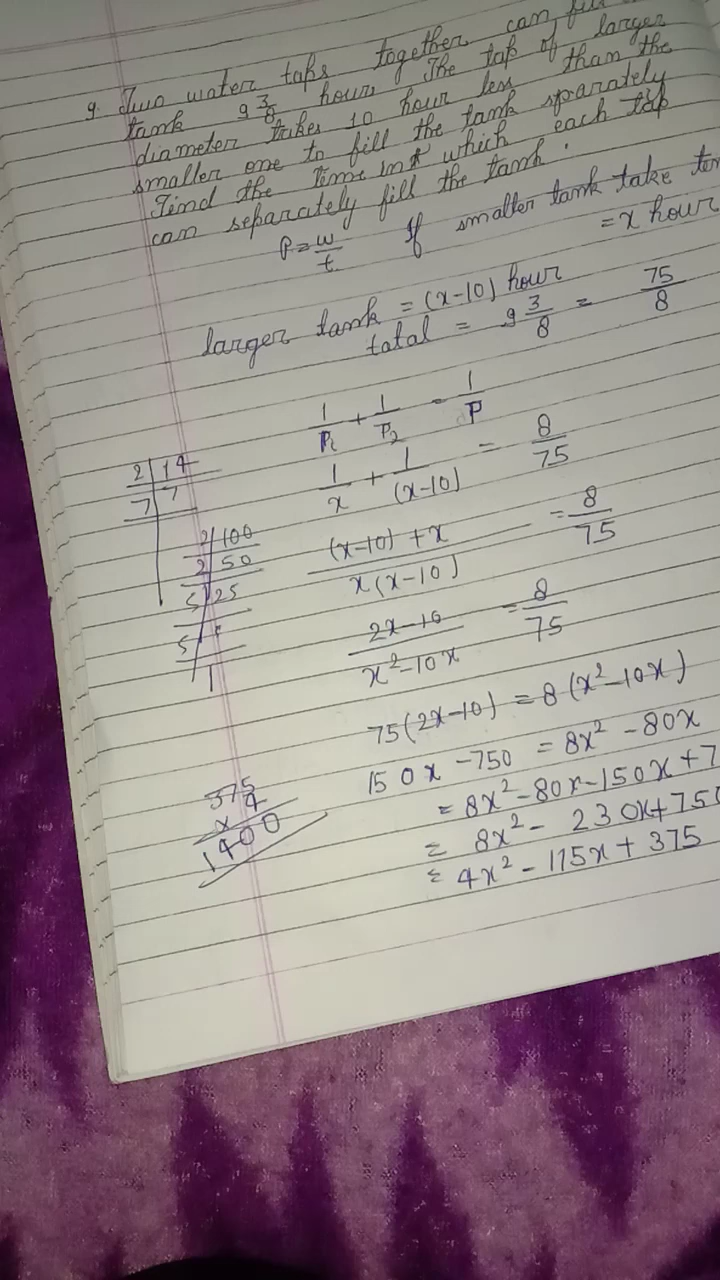 9. Two water taps together can fill
tank 9 3/8 hours The tap of larger
diameter takes 10 hour less than the
smaller one to fill the tank sparately
Find the time in which each tap
can separately fill the tank.
P = w/t If smaller tank take
= x hour
larger tank = (x-10) hour
total = 9 3/8 = 75/8
1/P1 + 1/P2 = 1/P
1/x + 1/(x-10) = 8/75
(x-10) + x / x(x-10) = 8/75
2x-10 / x²-10x = 8/75
75(2x-10) = 8(x²-10x)
150x - 750 = 8x² - 80x
= 8x² - 80x - 150x + 7
= 8x² - 230x + 750
= 4x² - 115x + 375
2 | 14
7 | 7
2 | 100
2 | 50
5 | 25
5 |
1
375
x 4
1400